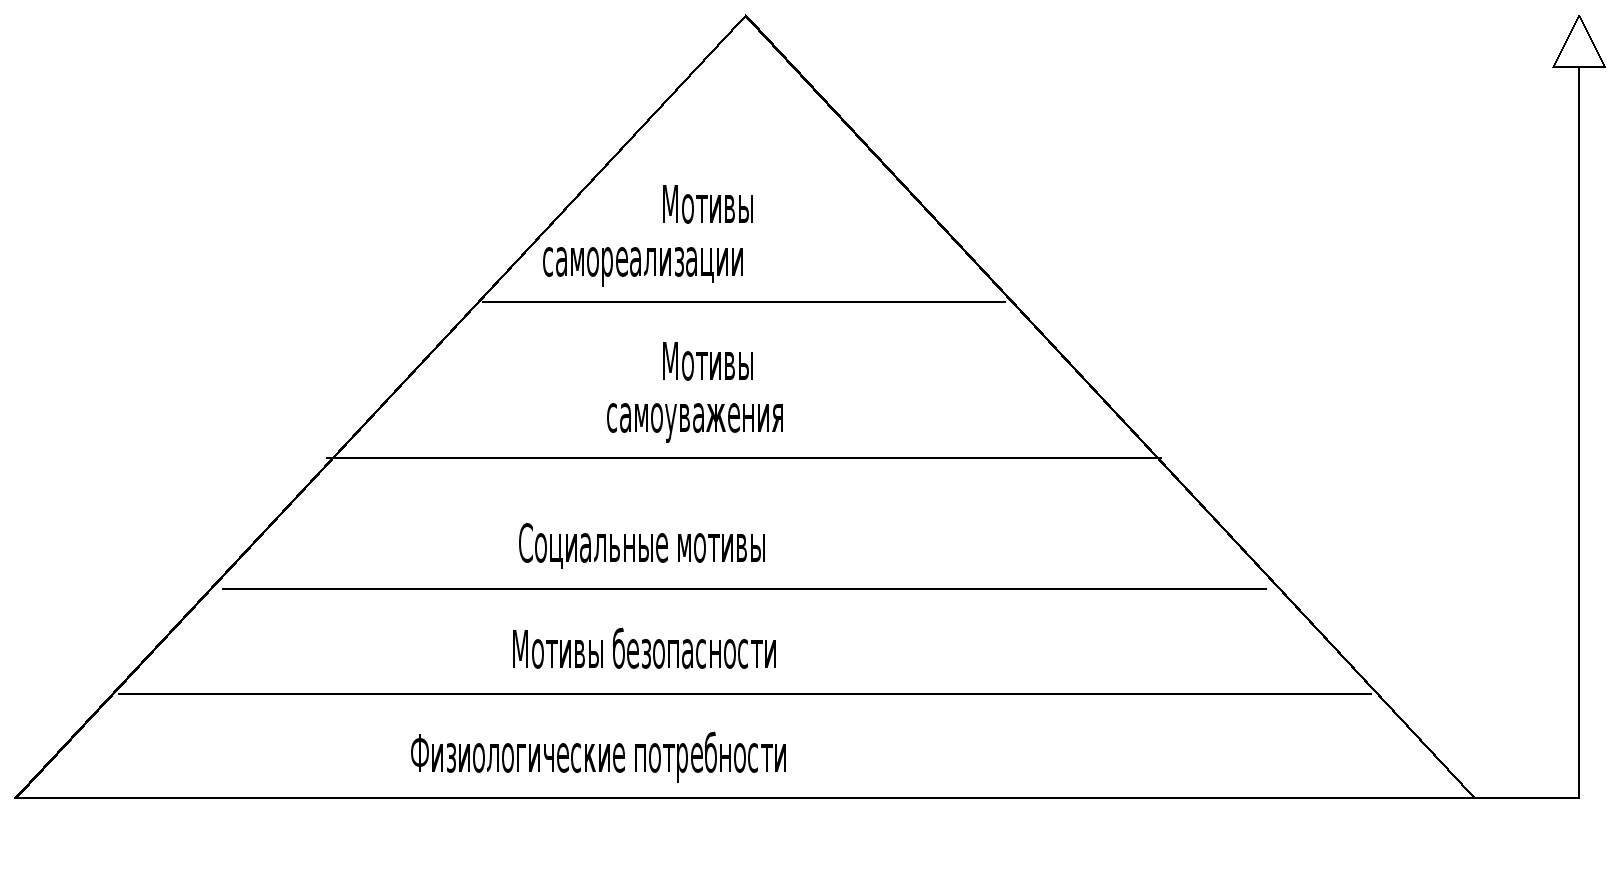 Мотивы
самореализации
Мотивы
самоуважения
Социальные мотивы
Мотивы безопасности
Физиологические потребности